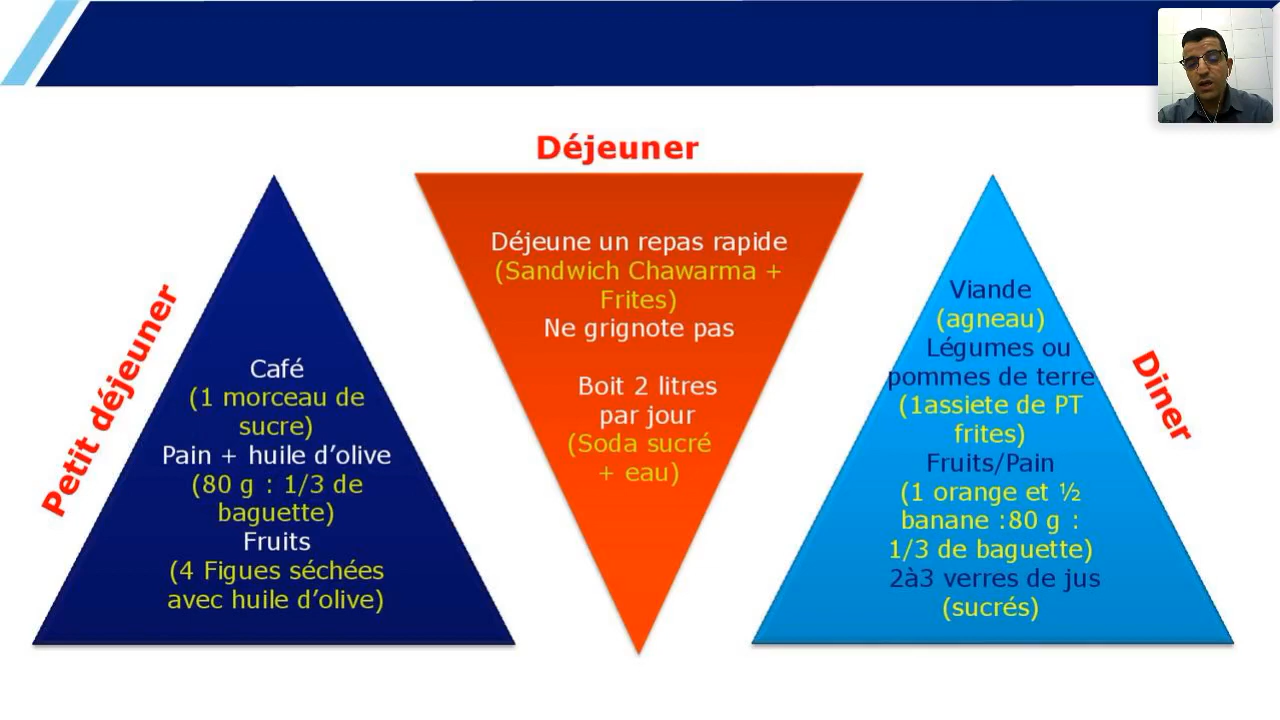 Déjeuner
Petit déjeuner
Café
(1 morceau de
sucre)
Pain + huile d’olive
(80 g : 1/3 de
baguette)
Fruits
(4 Figues séchées
avec huile d’olive)
Déjeune un repas rapide
(Sandwich Chawarma +
Frites)
Ne grignote pas
Boit 2 litres
par jour
(Soda sucré
+ eau)
Diner
Viande
(agneau)
Légumes ou
pommes de terre
(1assiete de PT
frites)
Fruits/Pain
(1 orange et ½
banane :80 g :
1/3 de baguette)
2à3 verres de jus
(sucrés)